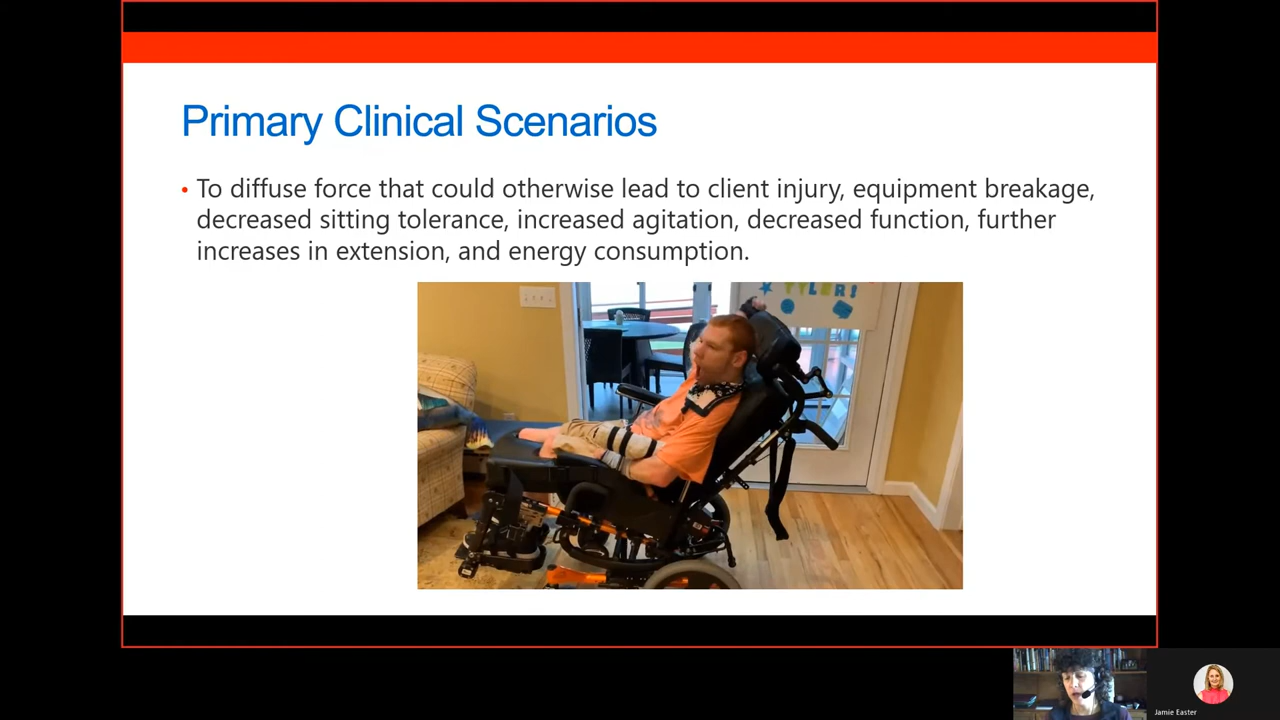 Primary Clinical Scenarios
• To diffuse force that could otherwise lead to client injury, equipment breakage,
decreased sitting tolerance, increased agitation, decreased function, further
increases in extension, and energy consumption.
TYLER!
Jamie Easter